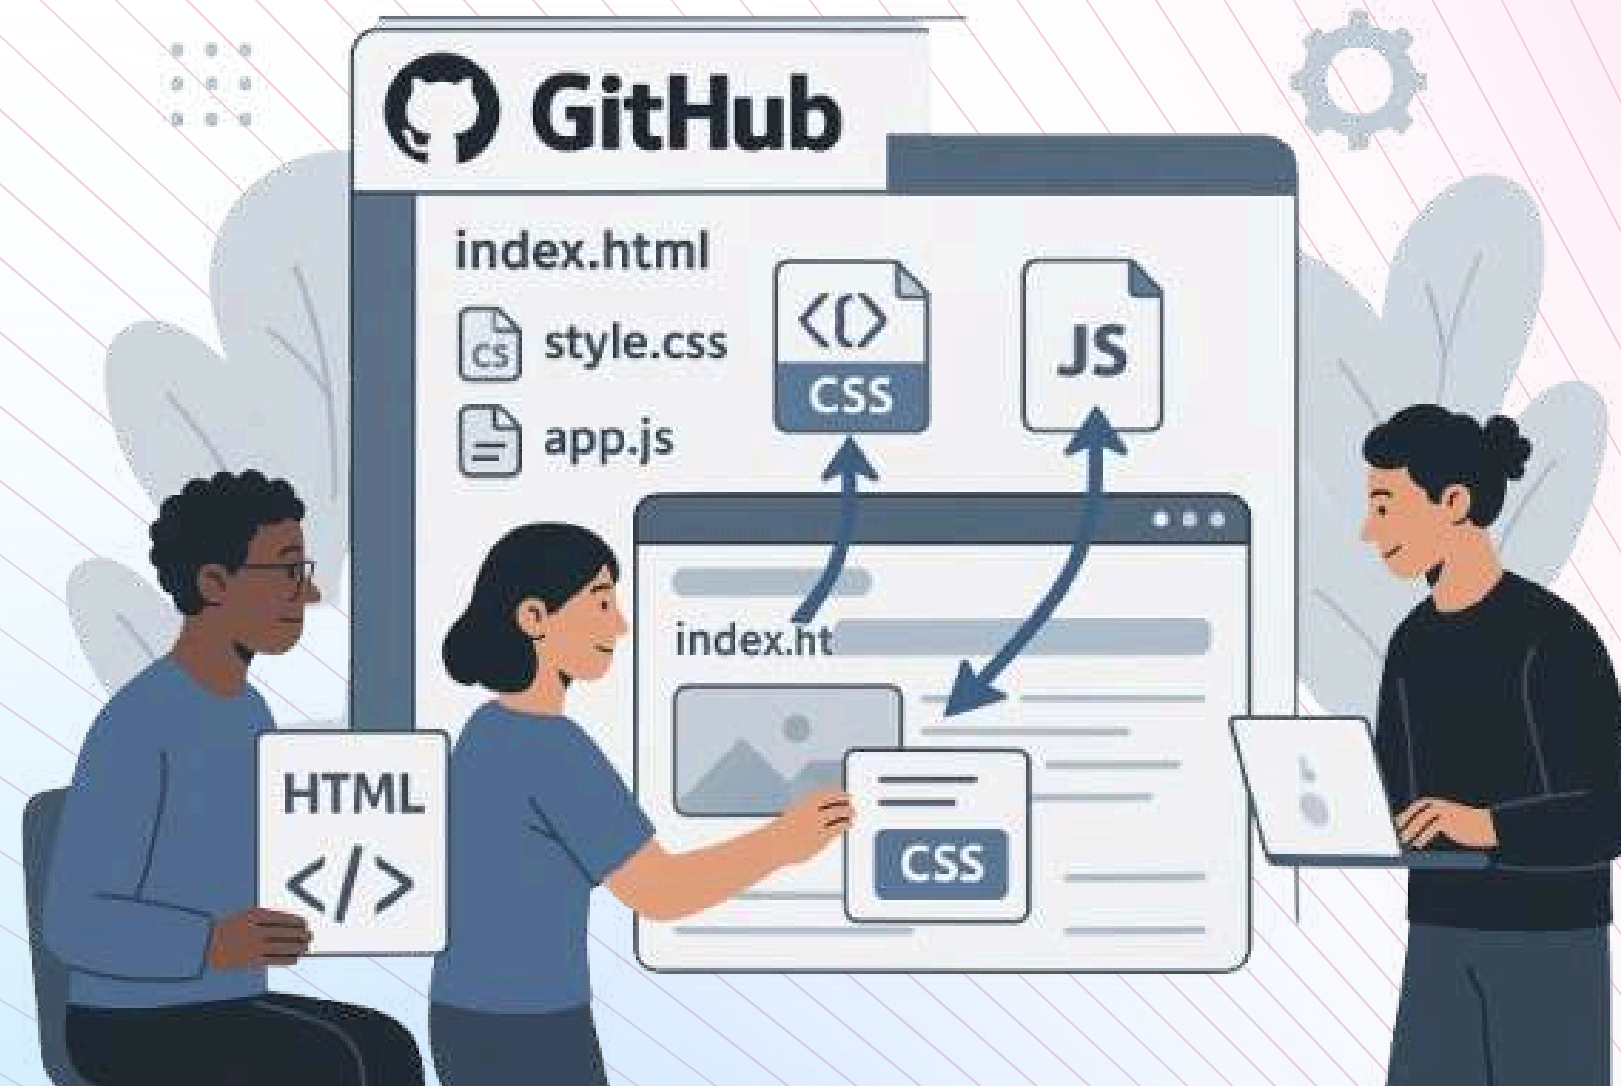 GitHub
index.html
CS
style.css
app.js
<()>
CSS
JS
index.ht
HTML
</>
CSS